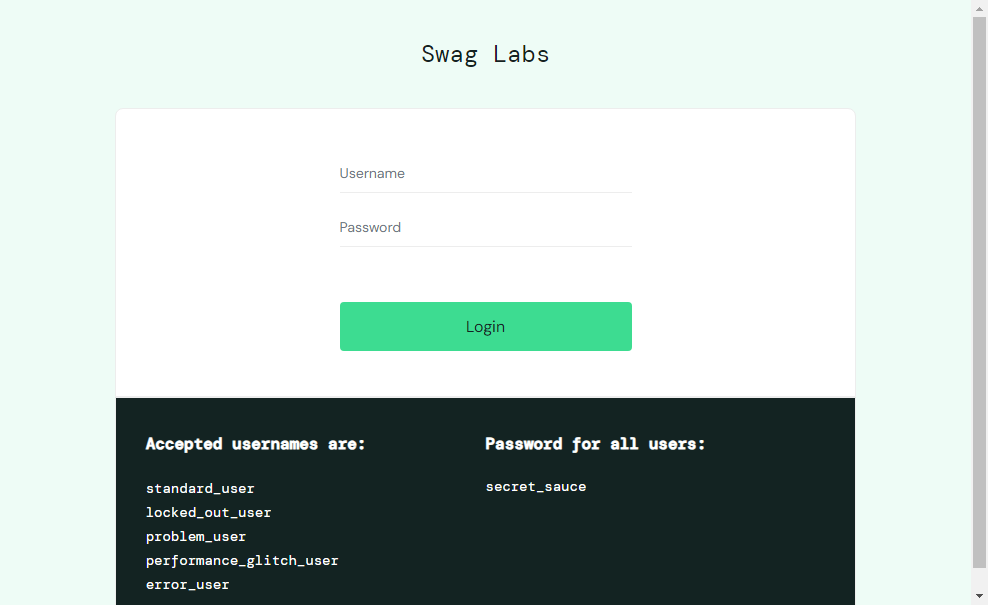 Swag Labs
Username
Password
Login
Accepted usernames are:
standard_user
locked_out_user
problem_user
performance_glitch_user
error_user
Password for all users:
secret_sauce